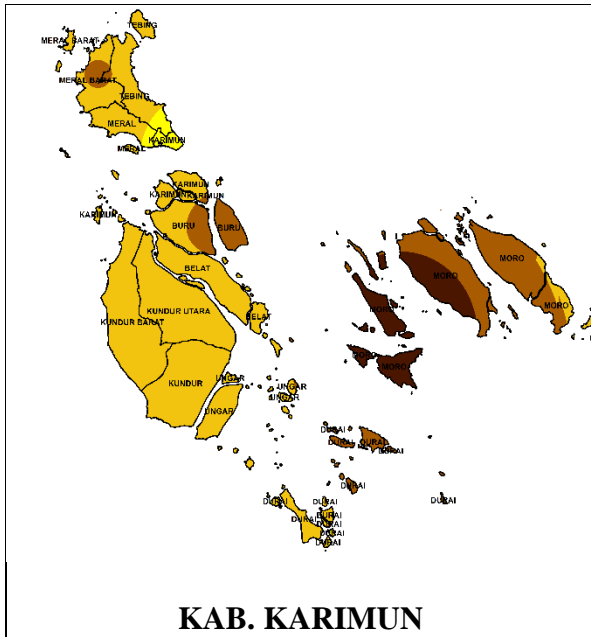 TEBING
MERAL BARAT
MERAL BARAT
TEBING
MERAL
KARIMUN
MERAL
KARIMUN
KARIMUN
KARIMUN
KARIMUN
BURU
BURU
BELAT
MORO
MORO
MORO
KUNDUR UTARA
MORO
KUNDUR BARAT
BELAT
MORO
MORO
UNGAR
KUNDUR
UNGAR
UNGAR
UNGAR
DURAI
DURAI
DURAI
DURAI
DURAI
DURAI
DURAI
DURAI
DURAI
DURAI
DURAI
DURAI
DURAI
KAB. KARIMUN